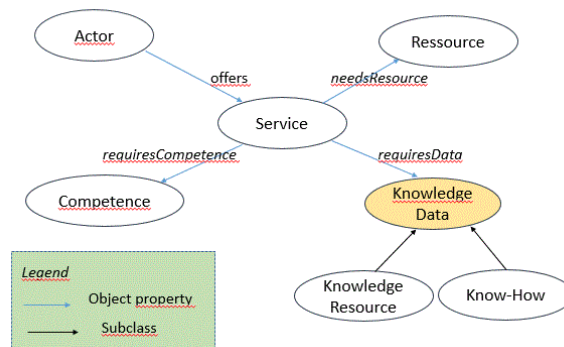 Actor
Ressource
offers
needsResource
Service
requiresCompetence
requiresData
Competence
Knowledge
Data
Legend
Object property
Subclass
Knowledge
Resource
Know-How